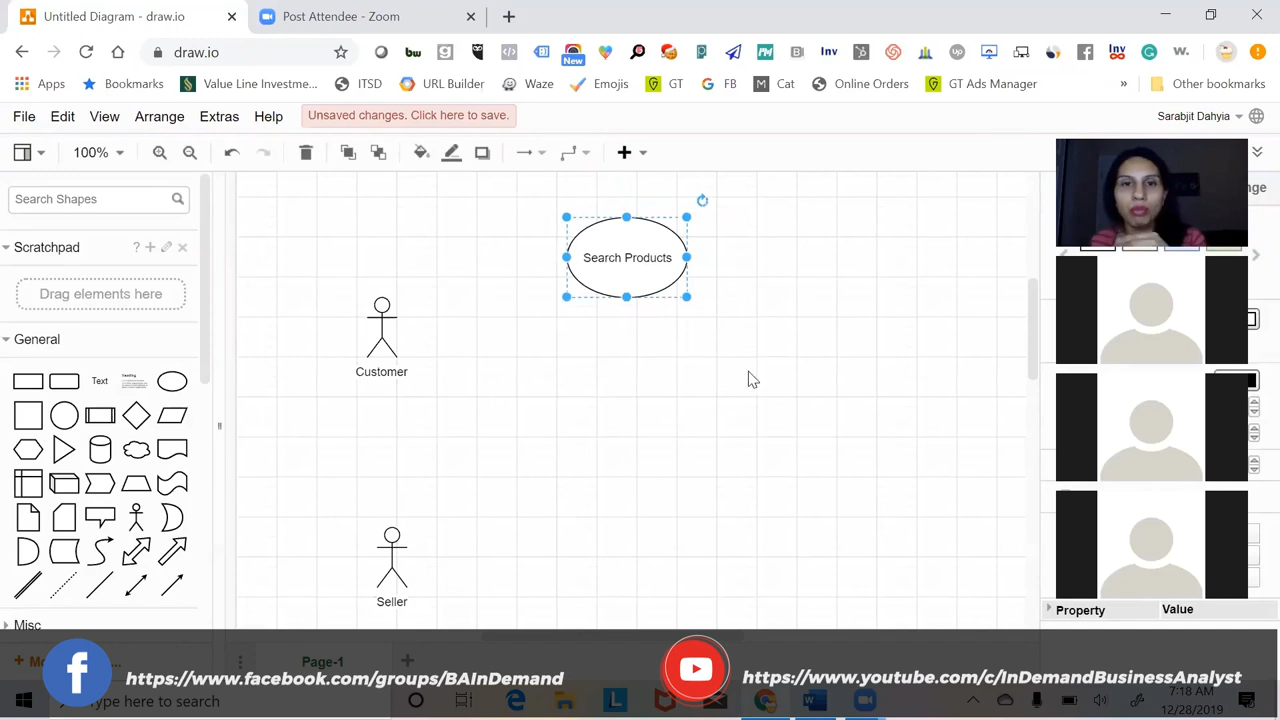 Untitled Diagram - draw.io
Post Attendee - Zoom
draw.io
New
Inv
Inv
Apps
Bookmarks
Value Line Investme...
ITSD
URL Builder
Waze
Emojis
GT
FB
Cat
Online Orders
GT Ads Manager
»
Other bookmarks
File
Edit
View
Arrange
Extras
Help
Unsaved changes. Click here to save.
Sarabjit Dahyia
100%
Search Shapes
Scratchpad
Drag elements here
General
Text
Search Products
Customer
Seller
Misc
Property
Value
Page-1
https://www.facebook.com/groups/BAInDemand
https://www.youtube.com/c/InDemandBusinessAnalyst
Type here to search
7:18 AM
12/28/2019